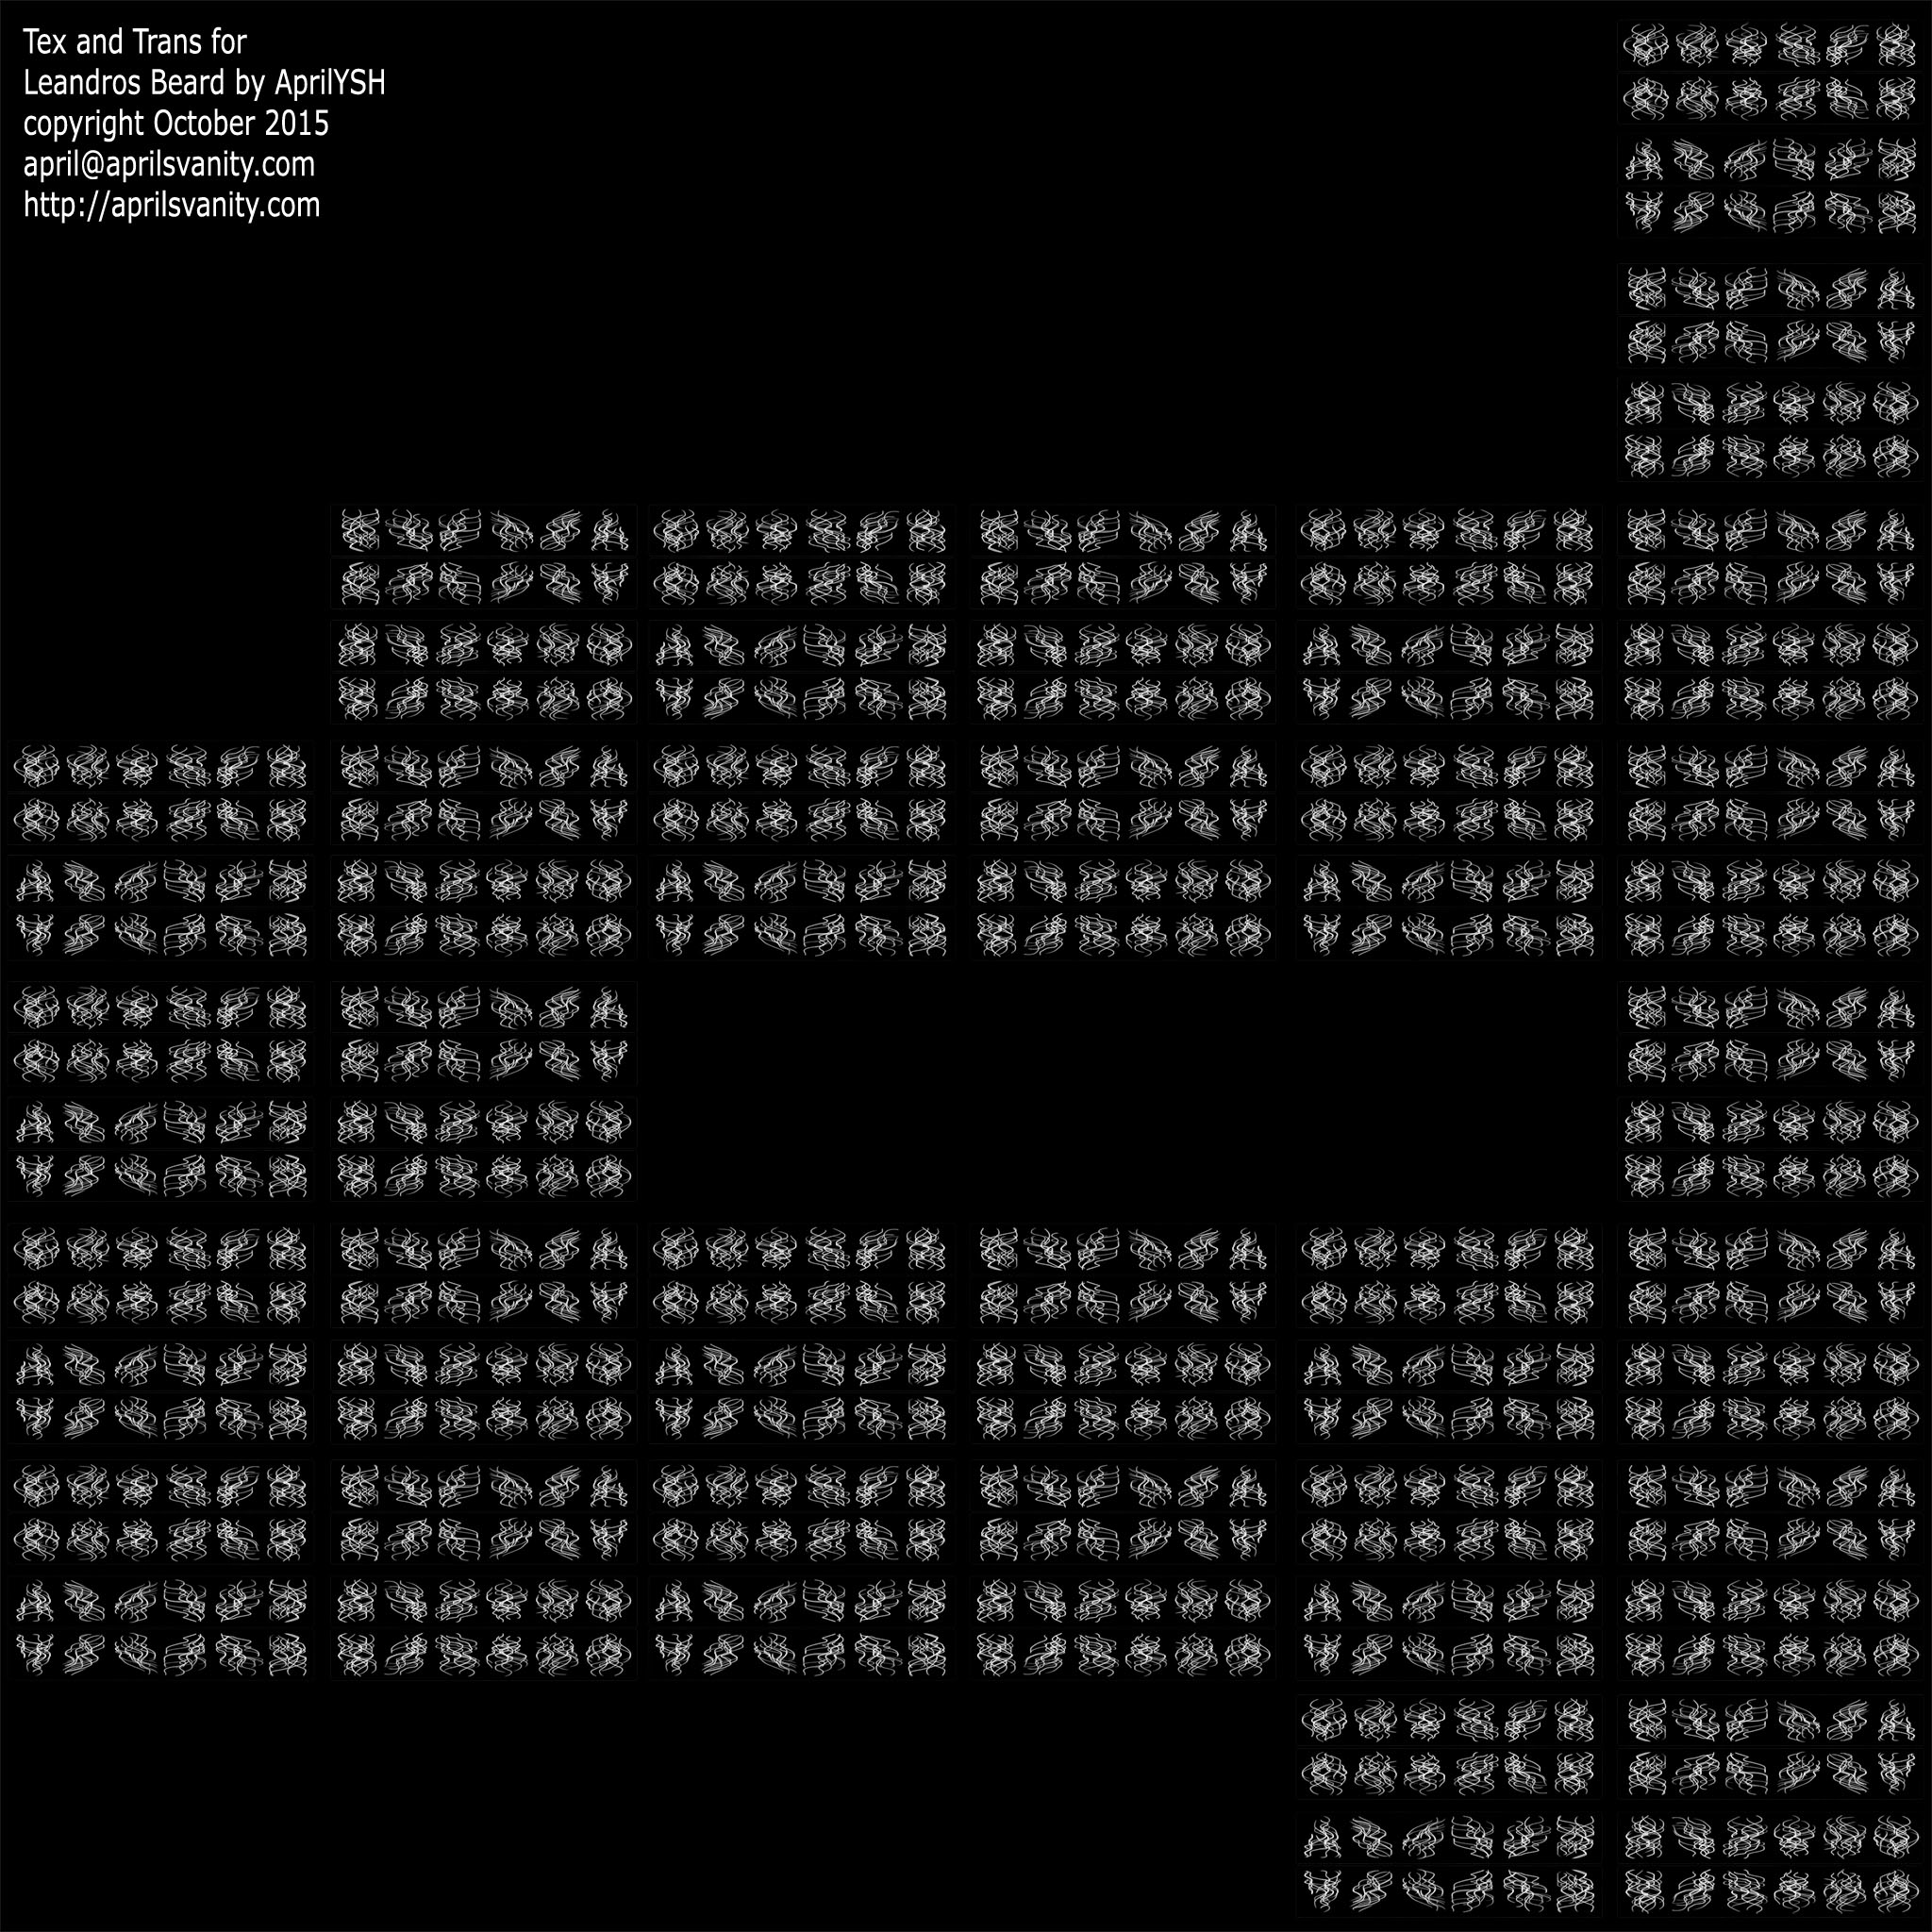 Tex and Trans for
Leandros Beard by AprilYSH
copyright October 2015
april@aprilsvanity.com
http://aprilsvanity.com